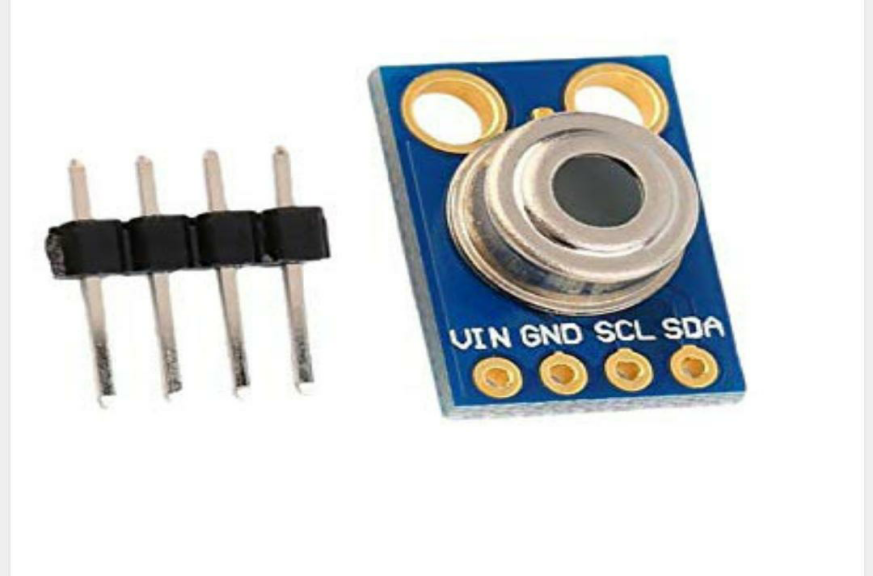 VIN GND SCL SDA